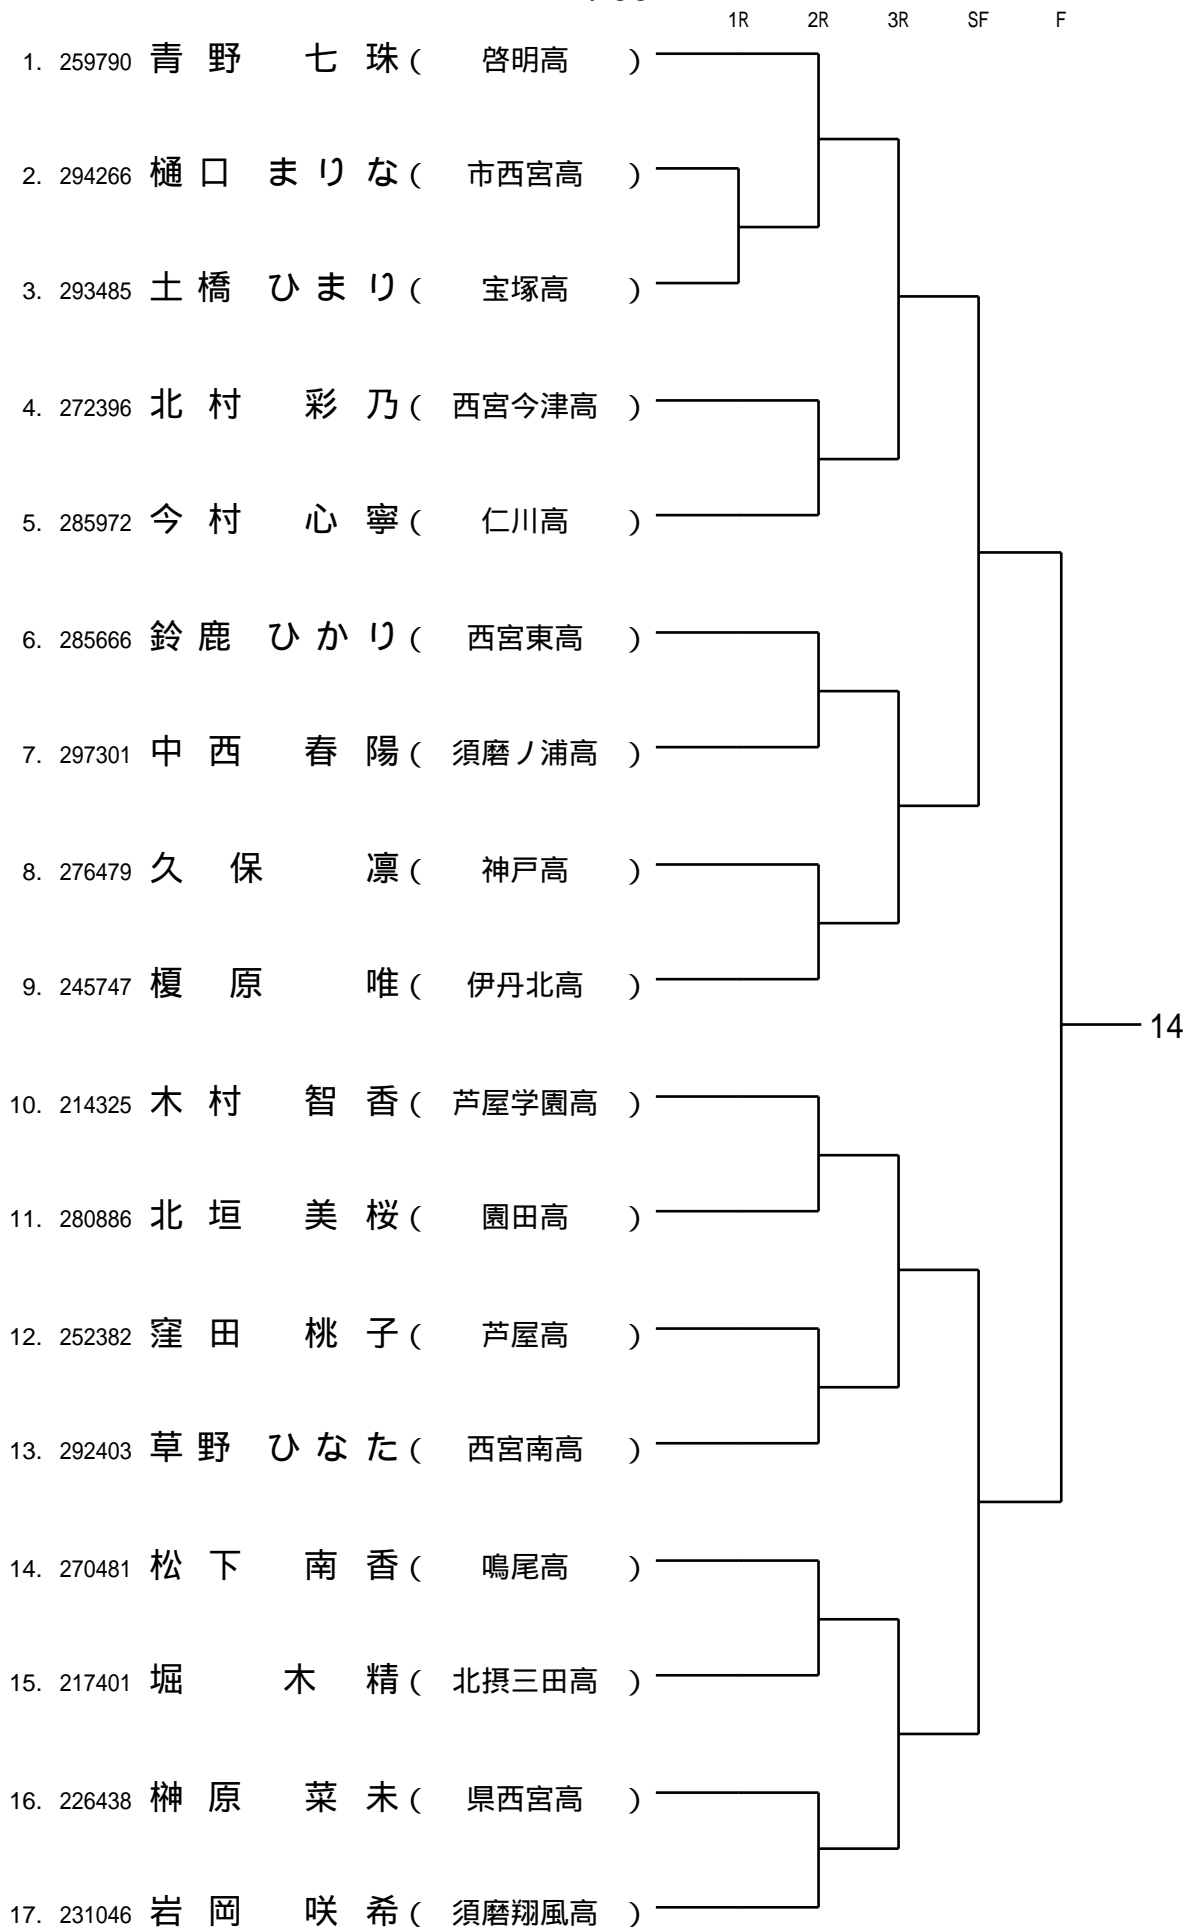 1R 2R 3R SF F
1. 259790 青野 七珠 ( 啓明高 )
2. 294266 樋口 まりな ( 市西宮高 )
3. 293485 土橋 ひまり ( 宝塚高 )
4. 272396 北村 彩乃 ( 西宮今津高 )
5. 285972 今村 心寧 ( 仁川高 )
6. 285666 鈴鹿 ひかり ( 西宮東高 )
7. 297301 中西 春陽 ( 須磨ノ浦高 )
8. 276479 久保 凛 ( 神戸高 )
9. 245747 榎原 唯 ( 伊丹北高 )
14
10. 214325 木村 智香 ( 芦屋学園高 )
11. 280886 北垣 美桜 ( 園田高 )
12. 252382 窪田 桃子 ( 芦屋高 )
13. 292403 草野 ひなた ( 西宮南高 )
14. 270481 松下 南香 ( 鳴尾高 )
15. 217401 堀 木 精 ( 北摂三田高 )
16. 226438 榊原 菜未 ( 県西宮高 )
17. 231046 岩岡 咲希 ( 須磨翔風高 )